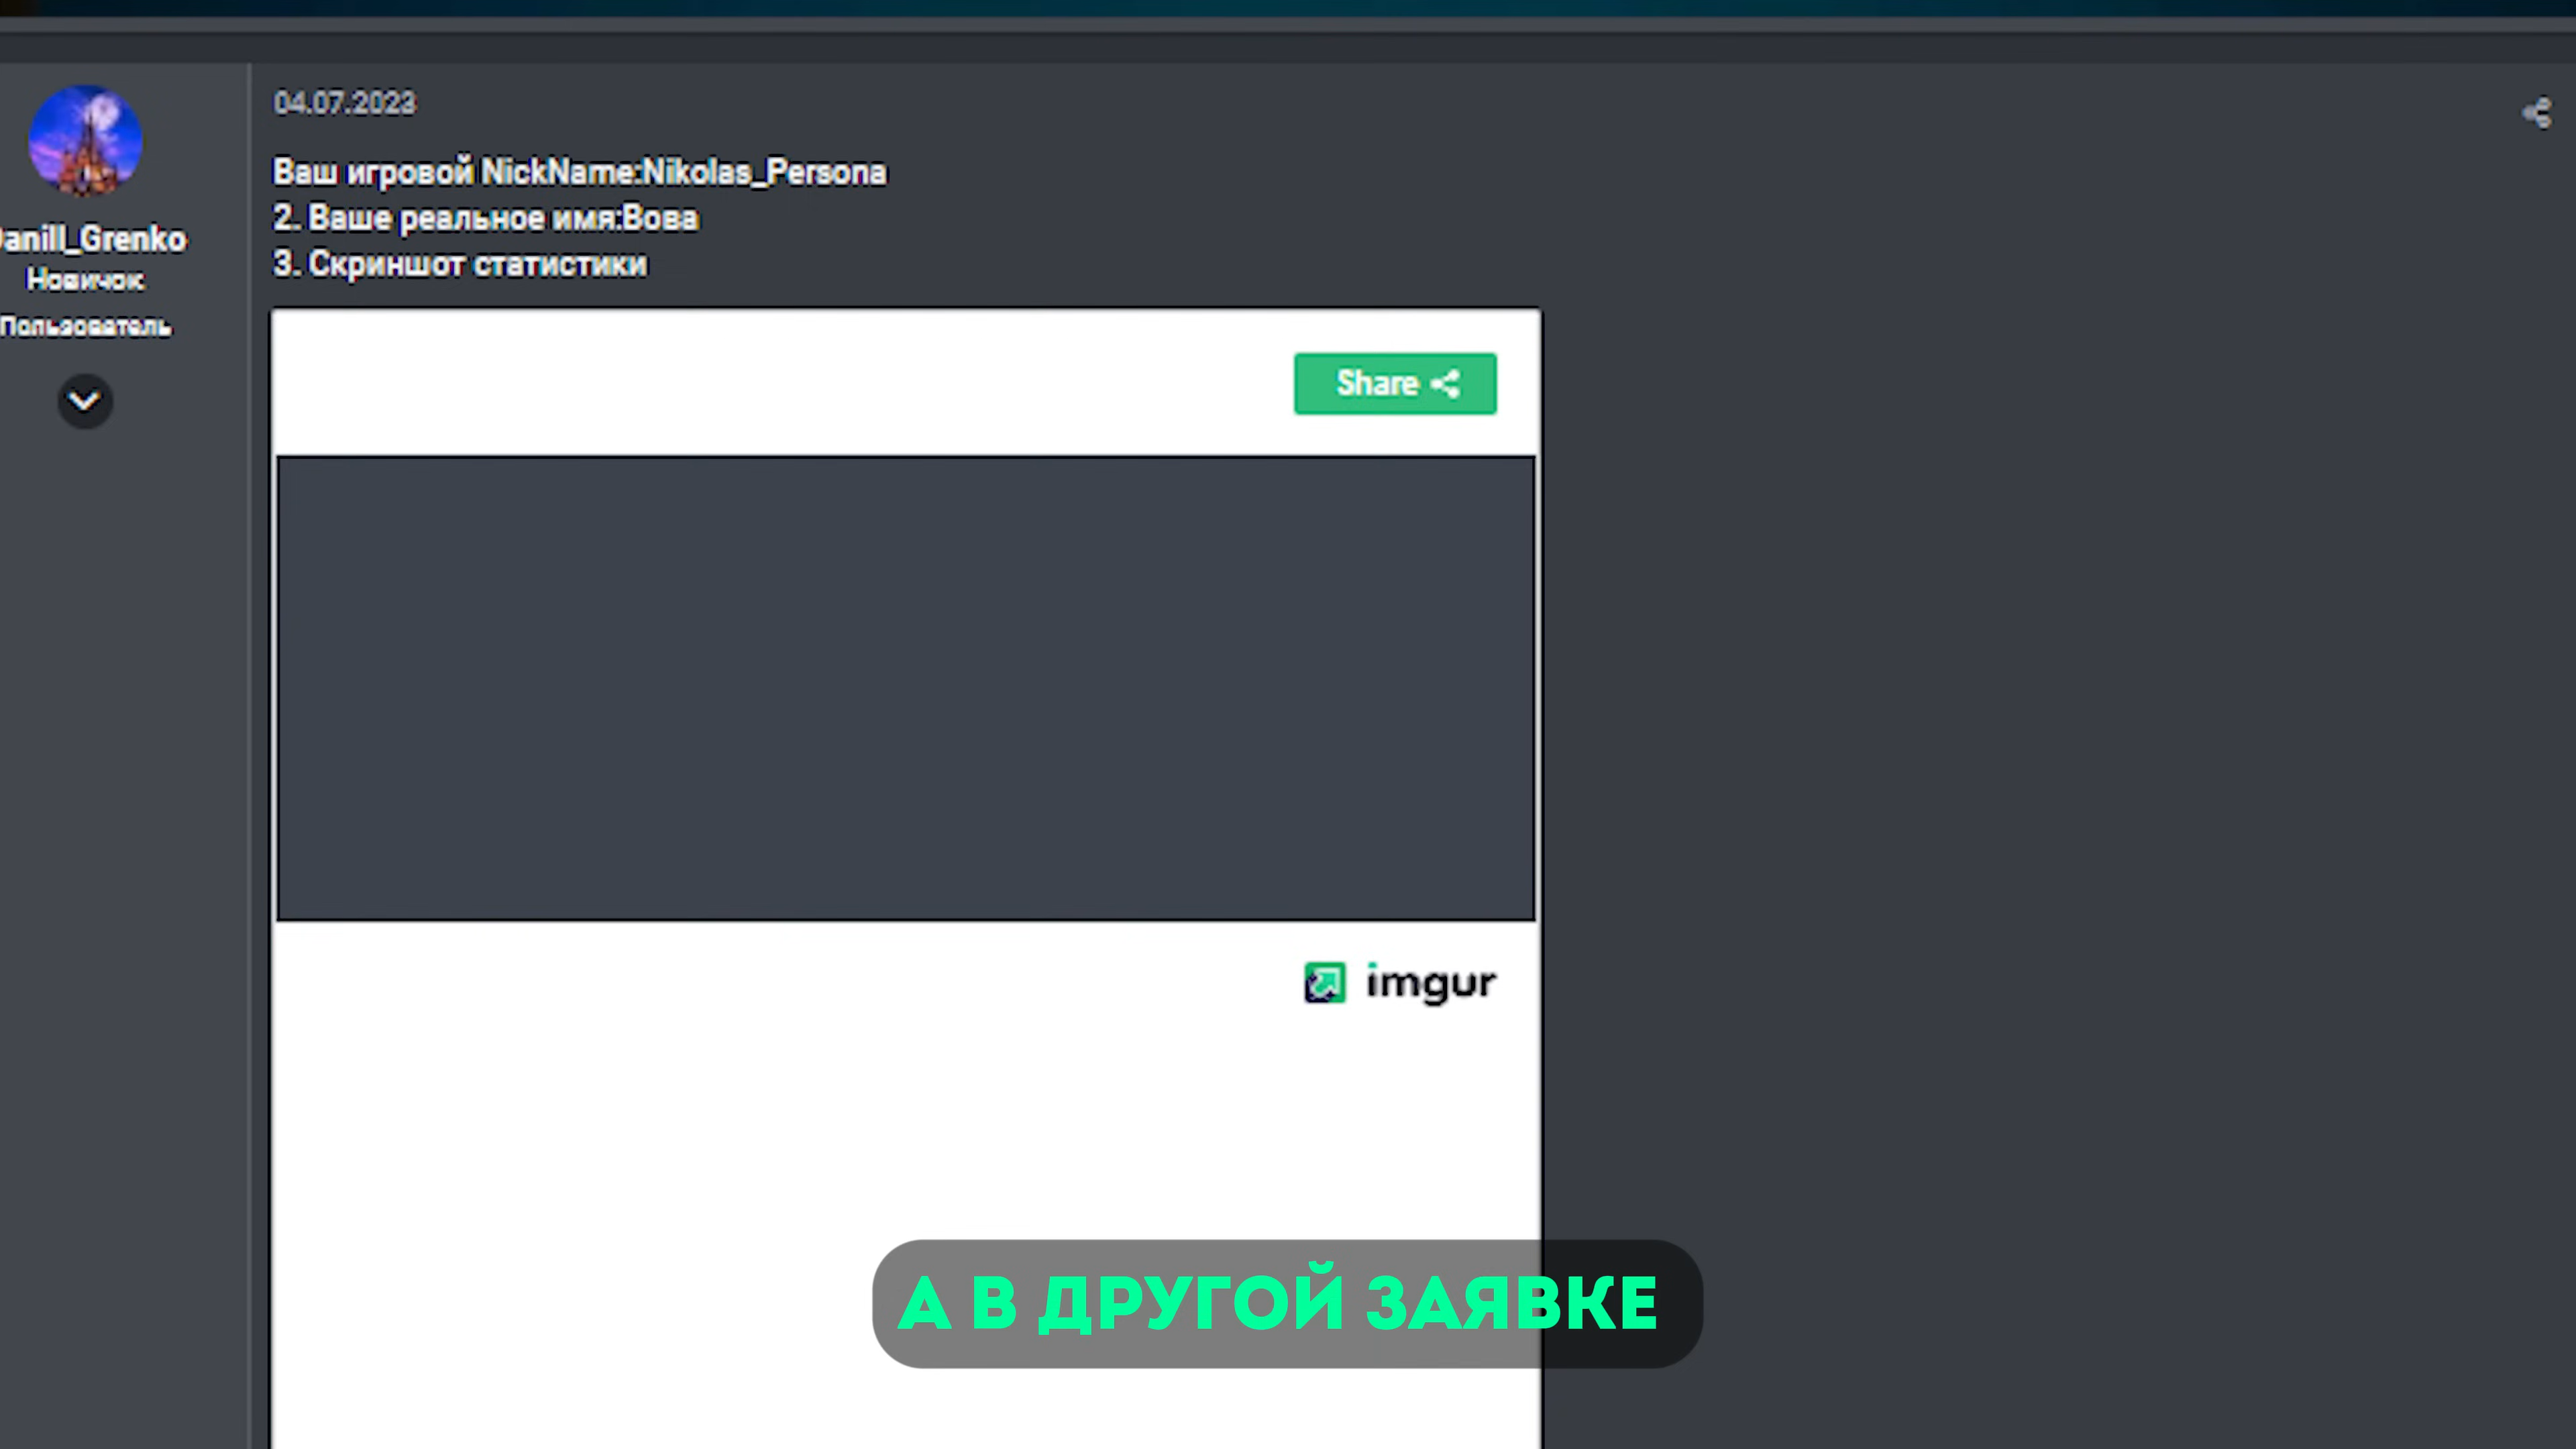 04.07.2023
Ваш игровой NickName:Nikolas_Persona
2. Ваше реальное имя:Вова
3. Скриншот статистики
anill_Grenko
Новичок
Пользователь
Share
imgur
А В ДРУГОЙ ЗАЯВКЕ